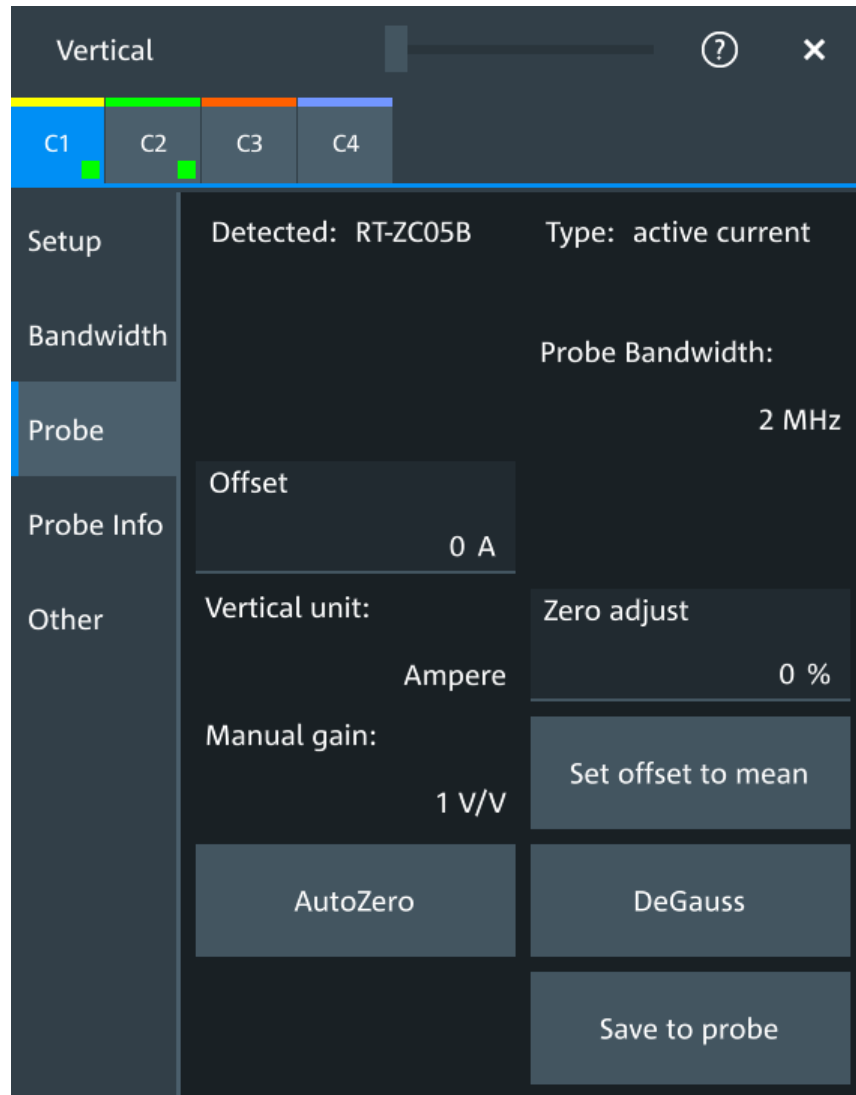 Vertical
?
C1 C2 C3 C4
Setup
Bandwidth
Probe
Probe Info
Other
Detected: RT-ZC05B Type: active current
Probe Bandwidth:
2 MHz
Offset
0 A
Vertical unit:
Ampere
Zero adjust
0 %
Manual gain:
1 V/V
Set offset to mean
AutoZero
DeGauss
Save to probe